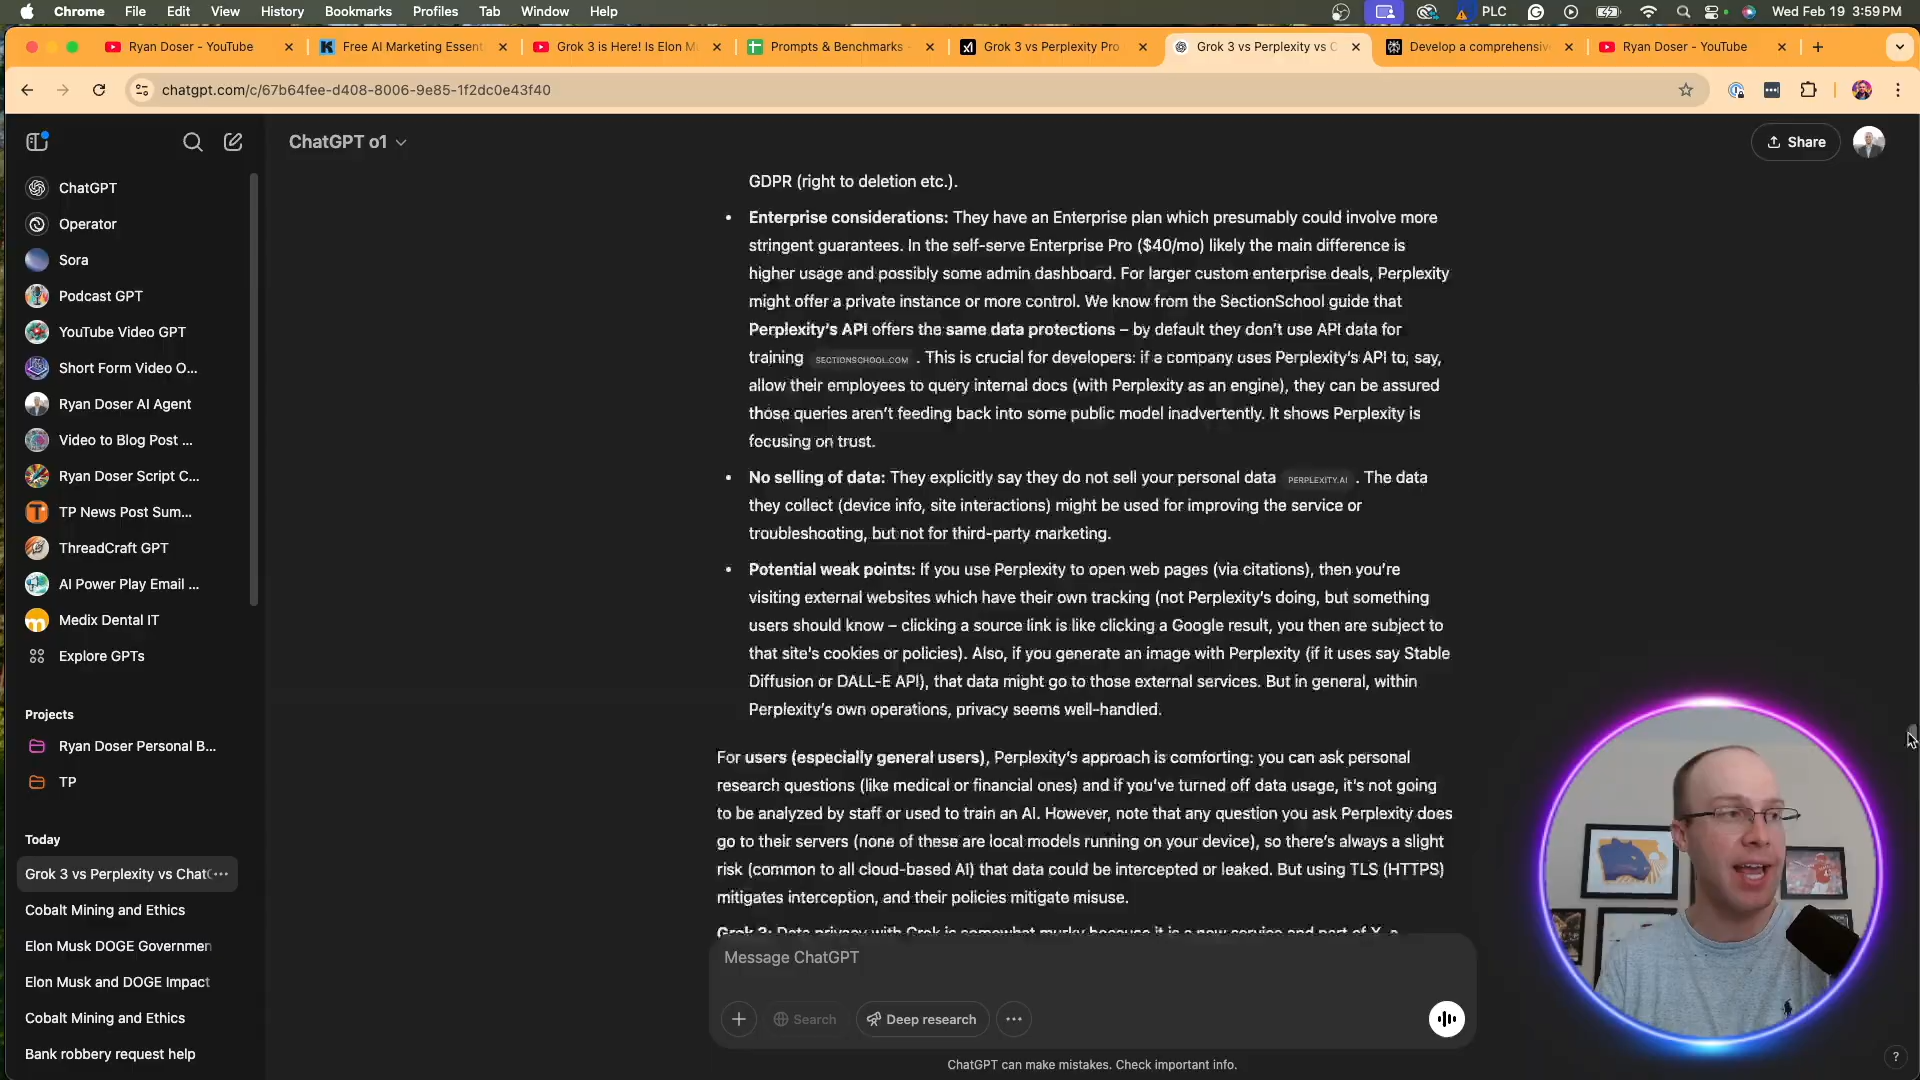 Chrome File Edit View History Bookmarks Profiles Tab Window Help PLC Wed Feb 19 3:59 PM
Ryan Doser - YouTube
Free AI Marketing Essent
Grok 3 is Here! Is Elon M
Prompts & Benchmarks -
Grok 3 vs Perplexity Pro
Grok 3 vs Perplexity vs C
Develop a comprehensiv
Ryan Doser - YouTube
chatgpt.com/c/67b64fee-d408-8006-9e85-1f2dc0e43f40
ChatGPT o1
Share
ChatGPT
Operator
Sora
Podcast GPT
YouTube Video GPT
Short Form Video O...
Ryan Doser AI Agent
Video to Blog Post ...
Ryan Doser Script C...
TP News Post Sum...
ThreadCraft GPT
AI Power Play Email ...
Medix Dental IT
Explore GPTs
Projects
Ryan Doser Personal B...
TP
Today
Grok 3 vs Perplexity vs Chat
Cobalt Mining and Ethics
Elon Musk DOGE Governmen
Elon Musk and DOGE Impact
Cobalt Mining and Ethics
Bank robbery request help
GDPR (right to deletion etc.).
• Enterprise considerations: They have an Enterprise plan which presumably could involve more
stringent guarantees. In the self-serve Enterprise Pro ($40/mo) likely the main difference is
higher usage and possibly some admin dashboard. For larger custom enterprise deals, Perplexity
might offer a private instance or more control. We know from the SectionSchool guide that
Perplexity's API offers the same data protections – by default they don't use API data for
training SECTIONSCHOOL.COM . This is crucial for developers: if a company uses Perplexity's API to, say,
allow their employees to query internal docs (with Perplexity as an engine), they can be assured
those queries aren't feeding back into some public model inadvertently. It shows Perplexity is
focusing on trust.
• No selling of data: They explicitly say they do not sell your personal data PERPLEXITY.AI . The data
they collect (device info, site interactions) might be used for improving the service or
troubleshooting, but not for third-party marketing.
• Potential weak points: If you use Perplexity to open web pages (via citations), then you're
visiting external websites which have their own tracking (not Perplexity's doing, but something
users should know – clicking a source link is like clicking a Google result, you then are subject to
that site's cookies or policies). Also, if you generate an image with Perplexity (if it uses say Stable
Diffusion or DALL-E API), that data might go to those external services. But in general, within
Perplexity's own operations, privacy seems well-handled.
For users (especially general users), Perplexity's approach is comforting: you can ask personal
research questions (like medical or financial ones) and if you've turned off data usage, it's not going
to be analyzed by staff or used to train an AI. However, note that any question you ask Perplexity does
go to their servers (none of these are local models running on your device), so there's always a slight
risk (common to all cloud-based AI) that data could be intercepted or leaked. But using TLS (HTTPS)
mitigates interception, and their policies mitigate misuse.
Grok 3: Data privacy with Grok is somewhat murky because it is a new service and part of X, a
Message ChatGPT
Search
Deep research
ChatGPT can make mistakes. Check important info.
?